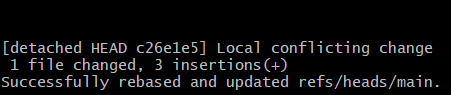 [detached HEAD c26e1e5] Local conflicting change
 1 file changed, 3 insertions(+)
Successfully rebased and updated refs/heads/main.